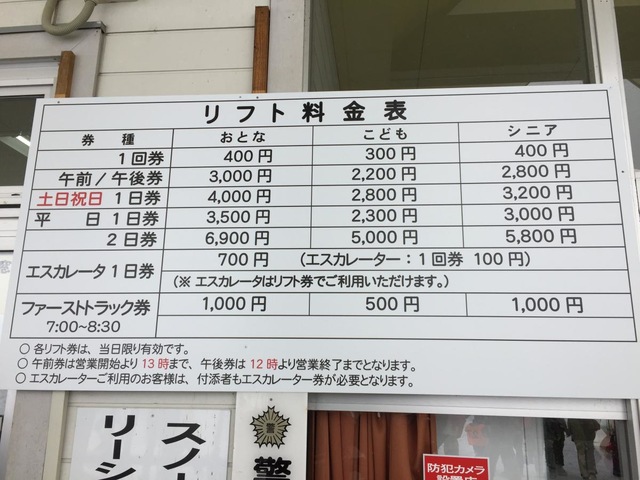 リフト料金表
券種 おとな こども シニア
1回券 400円 300円 400円
午前/午後券 3,000円 2,200円 2,800円
土日祝日 1日券 4,000円 2,800円 3,200円
平日 1日券 3,500円 2,300円 3,000円
2日券 6,900円 5,000円 5,800円
エスカレータ1日券 700円 (エスカレーター:1回券 100円)
(※ エスカレータはリフト券でご利用いただけます。)
ファーストトラック券 1,000円 500円 1,000円
7:00~8:30
○ 各リフト券は、当日限り有効です。
○ 午前券は営業開始より13時まで、午後券は12時より営業終了までとなります。
○ エスカレーターご利用のお客様は、付添者もエスカレーター券が必要となります。
スノ
リーシ
警
防犯カメラ